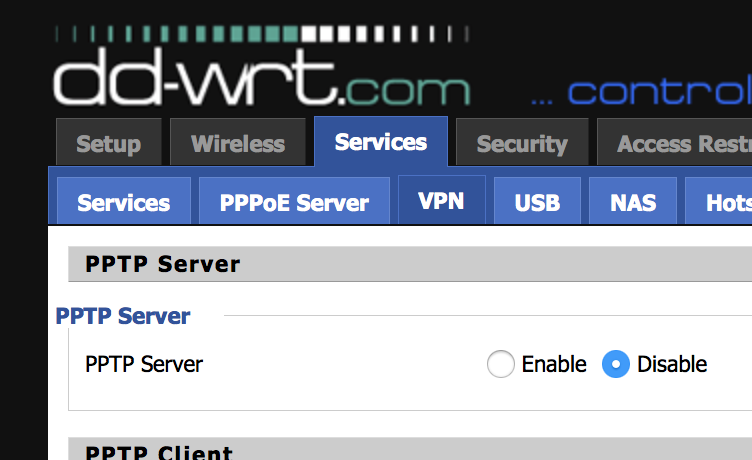 dd-wrt.com ... control
Setup Wireless Services Security Access Restr
Services PPPoE Server VPN USB NAS Hots
PPTP Server
PPTP Server
PPTP Server Enable Disable
PPTP Client